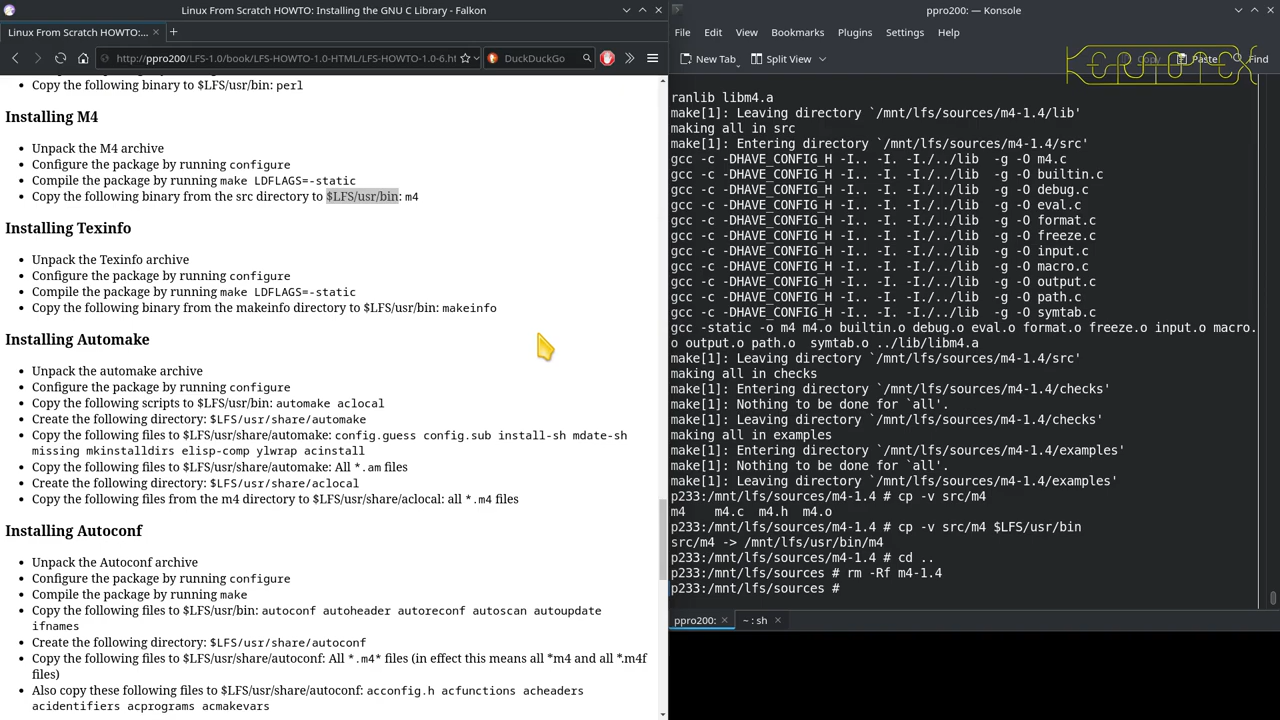 Linux From Scratch HOWTO: Installing the GNU C Library - Falkon
Linux From Scratch HOWTO:...
http://ppro200/LFS-1.0/book/LFS-HOWTO-1.0-HTML/LFS-HOWTO-1.0-6.ht
DuckDuckGo
Copy the following binary to $LFS/usr/bin: perl
Installing M4
Unpack the M4 archive
Configure the package by running configure
Compile the package by running make LDFLAGS=-static
Copy the following binary from the src directory to $LFS/usr/bin: m4
Installing Texinfo
Unpack the Texinfo archive
Configure the package by running configure
Compile the package by running make LDFLAGS=-static
Copy the following binary from the makeinfo directory to $LFS/usr/bin: makeinfo
Installing Automake
Unpack the automake archive
Configure the package by running configure
Copy the following scripts to $LFS/usr/bin: automake aclocal
Create the following directory: $LFS/usr/share/automake
Copy the following files to $LFS/usr/share/automake: config.guess config.sub install-sh mdate-sh
missing mkinstalldirs elisp-comp ylwrap acinstall
Copy the following files to $LFS/usr/share/automake: All *.am files
Create the following directory: $LFS/usr/share/aclocal
Copy the following files from the m4 directory to $LFS/usr/share/aclocal: all *.m4 files
Installing Autoconf
Unpack the Autoconf archive
Configure the package by running configure
Compile the package by running make
Copy the following files to $LFS/usr/bin: autoconf autoheader autoreconf autoscan autoupdate
ifnames
Create the following directory: $LFS/usr/share/autoconf
Copy the following files to $LFS/usr/share/autoconf: All *.m4* files (in effect this means all *m4 and all *.m4f
files)
Also copy these following files to $LFS/usr/share/autoconf: acconfig.h acfunctions acheaders
acidentifiers acprograms acmakevars
ppro200: — Konsole
File Edit View Bookmarks Plugins Settings Help
New Tab Split View Copy Paste Find
ranlib libm4.a
make[1]: Leaving directory `/mnt/lfs/sources/m4-1.4/lib'
making all in src
make[1]: Entering directory `/mnt/lfs/sources/m4-1.4/src'
gcc -c -DHAVE_CONFIG_H -I.. -I. -I./../lib  -g -O m4.c
gcc -c -DHAVE_CONFIG_H -I.. -I. -I./../lib  -g -O builtin.c
gcc -c -DHAVE_CONFIG_H -I.. -I. -I./../lib  -g -O debug.c
gcc -c -DHAVE_CONFIG_H -I.. -I. -I./../lib  -g -O eval.c
gcc -c -DHAVE_CONFIG_H -I.. -I. -I./../lib  -g -O format.c
gcc -c -DHAVE_CONFIG_H -I.. -I. -I./../lib  -g -O freeze.c
gcc -c -DHAVE_CONFIG_H -I.. -I. -I./../lib  -g -O input.c
gcc -c -DHAVE_CONFIG_H -I.. -I. -I./../lib  -g -O macro.c
gcc -c -DHAVE_CONFIG_H -I.. -I. -I./../lib  -g -O output.c
gcc -c -DHAVE_CONFIG_H -I.. -I. -I./../lib  -g -O path.c
gcc -c -DHAVE_CONFIG_H -I.. -I. -I./../lib  -g -O symtab.c
gcc -static -o m4 m4.o builtin.o debug.o eval.o format.o freeze.o input.o macro.
o output.o path.o  symtab.o ../lib/libm4.a
make[1]: Leaving directory `/mnt/lfs/sources/m4-1.4/src'
making all in checks
make[1]: Entering directory `/mnt/lfs/sources/m4-1.4/checks'
make[1]: Nothing to be done for `all'.
make[1]: Leaving directory `/mnt/lfs/sources/m4-1.4/checks'
making all in examples
make[1]: Entering directory `/mnt/lfs/sources/m4-1.4/examples'
make[1]: Nothing to be done for `all'.
make[1]: Leaving directory `/mnt/lfs/sources/m4-1.4/examples'
p233:/mnt/lfs/sources/m4-1.4 # cp -v src/m4
m4    m4.c  m4.h  m4.o
p233:/mnt/lfs/sources/m4-1.4 # cp -v src/m4 $LFS/usr/bin
src/m4 -> /mnt/lfs/usr/bin/m4
p233:/mnt/lfs/sources/m4-1.4 # cd ..
p233:/mnt/lfs/sources # rm -Rf m4-1.4
p233:/mnt/lfs/sources #
ppro200: ~ : sh